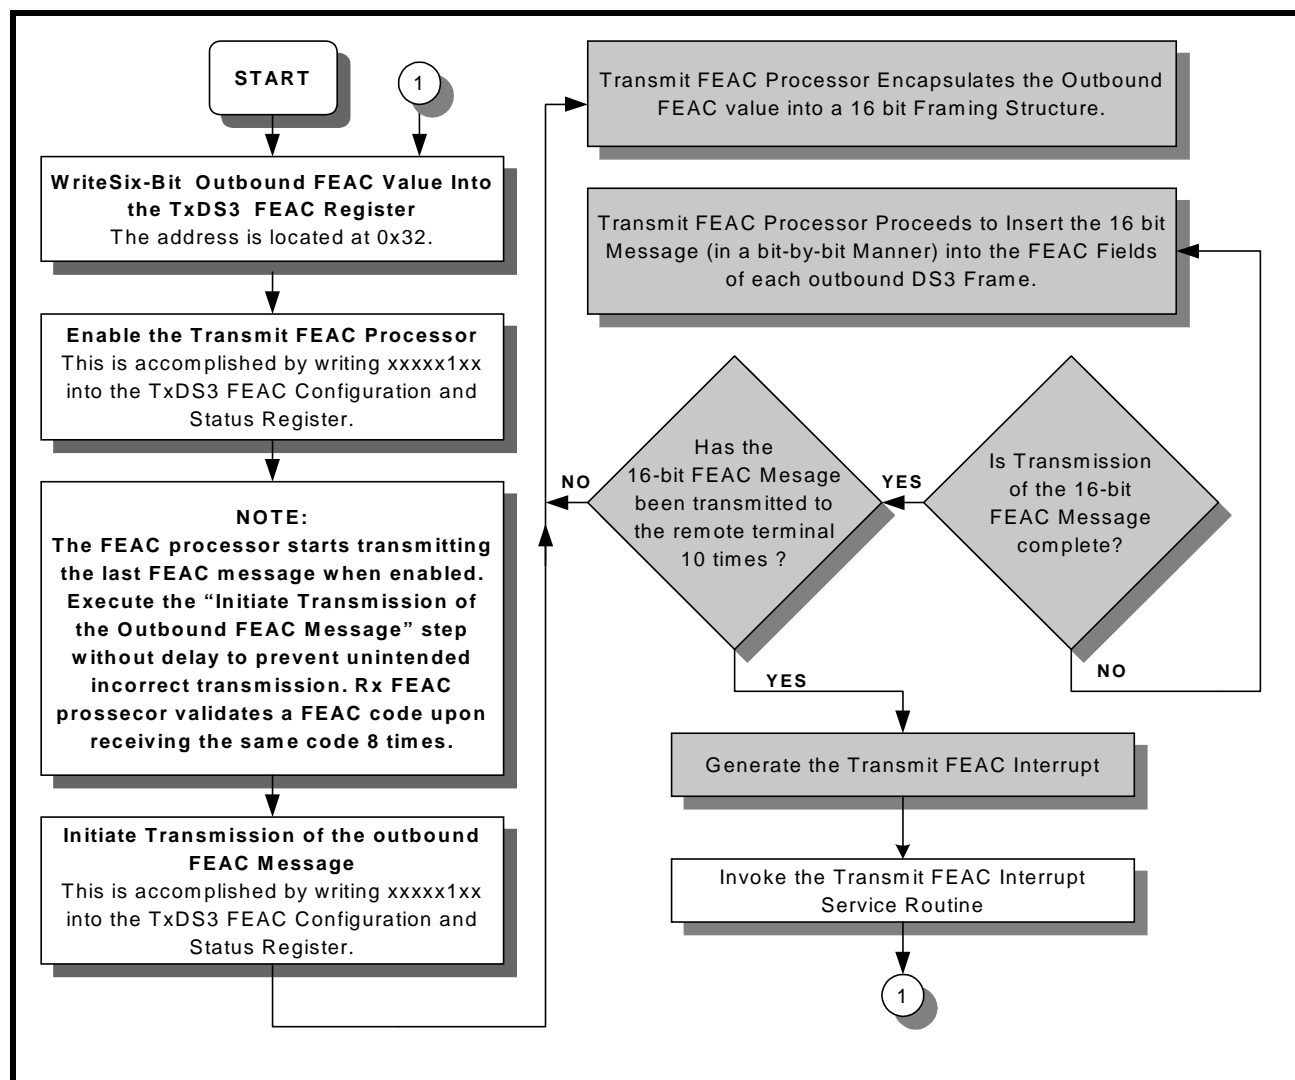 START
1
WriteSix-Bit Outbound FEAC Value Into
the TxDS3 FEAC Register
The address is located at 0x32.
Enable the Transmit FEAC Processor
This is accomplished by writing xxxxx1xx
into the TxDS3 FEAC Configuration and
Status Register.
NOTE:
The FEAC processor starts transmitting
the last FEAC message when enabled.
Execute the “Initiate Transmission of
the Outbound FEAC Message” step
without delay to prevent unintended
incorrect transmission. Rx FEAC
prossecor validates a FEAC code upon
receiving the same code 8 times.
Initiate Transmission of the outbound
FEAC Message
This is accomplished by writing xxxxx1xx
into the TxDS3 FEAC Configuration and
Status Register.
Transmit FEAC Processor Encapsulates the Outbound
FEAC value into a 16 bit Framing Structure.
Transmit FEAC Processor Proceeds to Insert the 16 bit
Message (in a bit-by-bit Manner) into the FEAC Fields
of each outbound DS3 Frame.
Is Transmission
of the 16-bit
FEAC Message
complete?
YES
NO
Has the
16-bit FEAC Mesage
been transmitted to
the remote terminal
10 times ?
NO
YES
Generate the Transmit FEAC Interrupt
Invoke the Transmit FEAC Interrupt
Service Routine
1